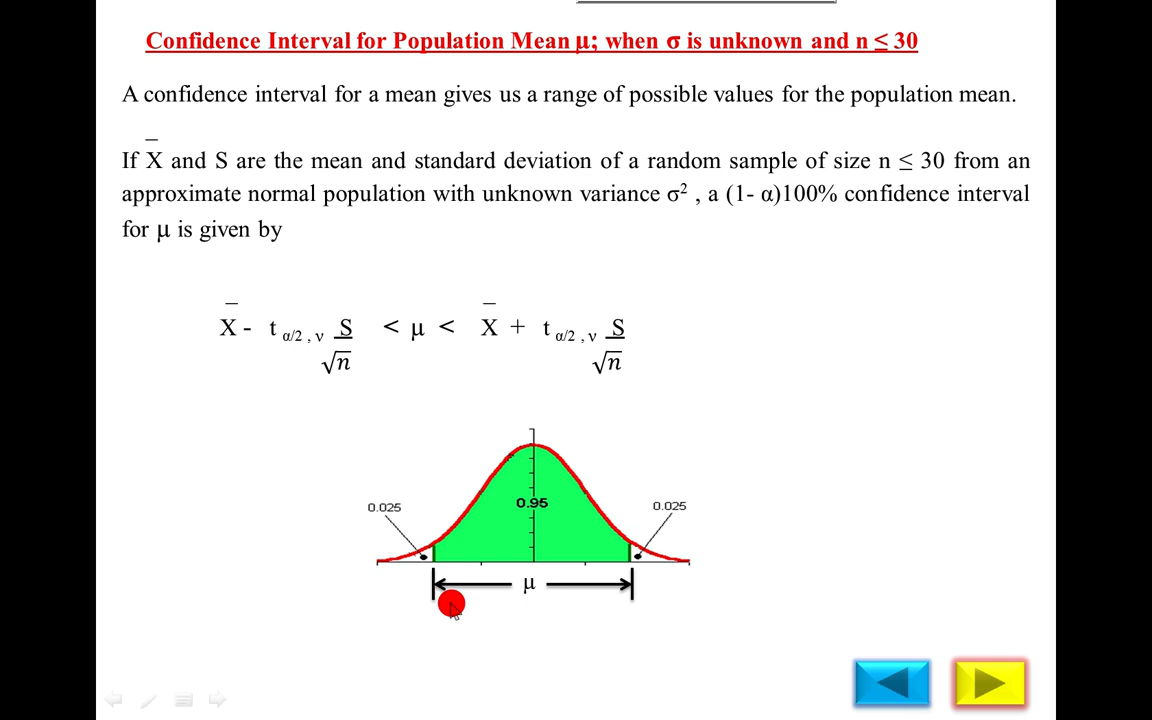 Confidence Interval for Population Mean μ; when σ is unknown and n ≤ 30
A confidence interval for a mean gives us a range of possible values for the population mean.
If X̄ and S are the mean and standard deviation of a random sample of size n ≤ 30 from an
approximate normal population with unknown variance σ² , a (1- α)100% confidence interval
for μ is given by
X̄ - t α/2 , ν S/√n < μ < X̄ + t α/2 , ν S/√n
0.025 0.95 0.025
μ